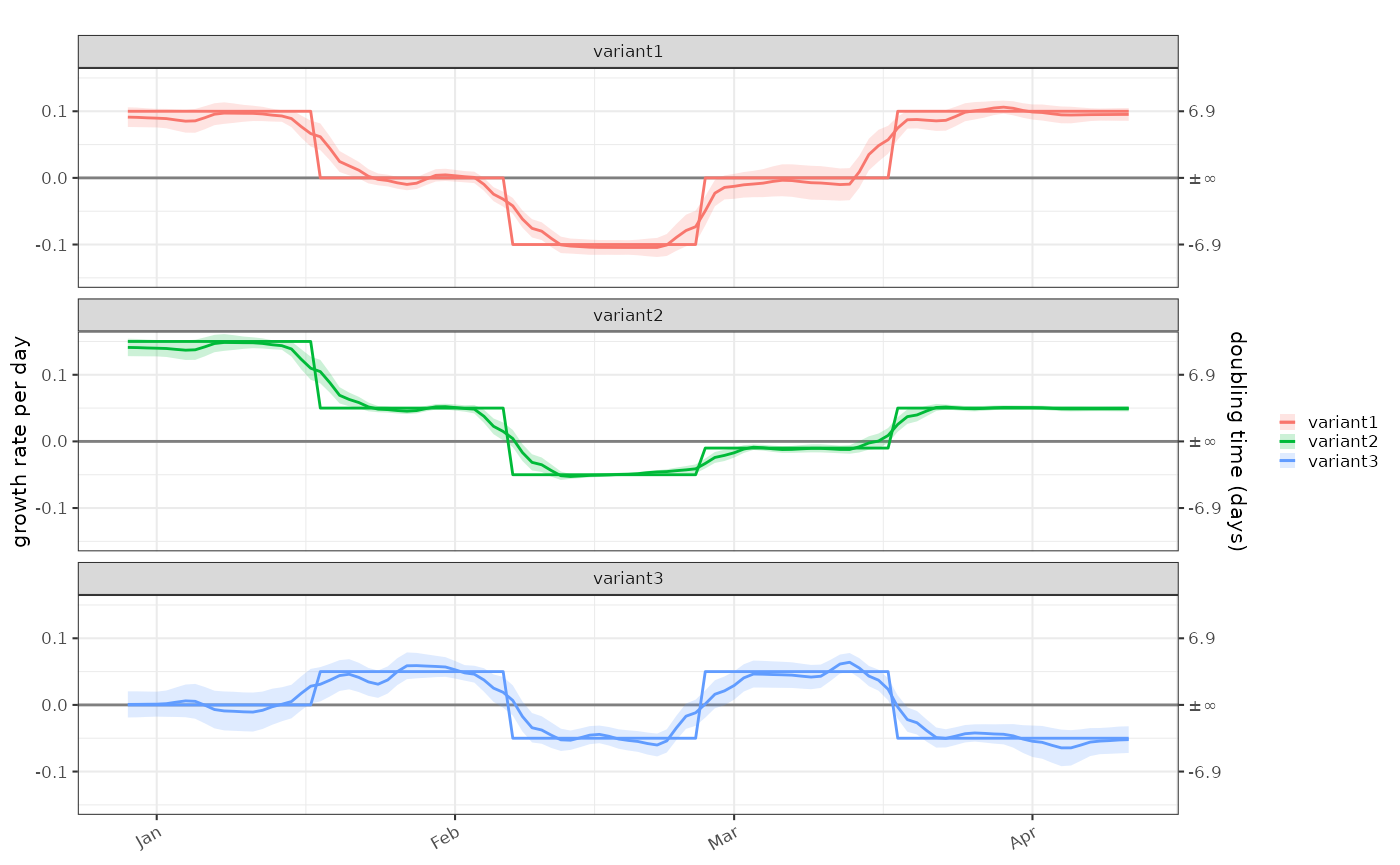 variant1
0.1
0.0
-0.1
6.9
±∞
-6.9
variant2
0.1
0.0
-0.1
6.9
±∞
-6.9
growth rate per day
doubling time (days)
variant1
variant2
variant3
variant3
0.1
0.0
-0.1
6.9
±∞
-6.9
Jan
Feb
Mar
Apr